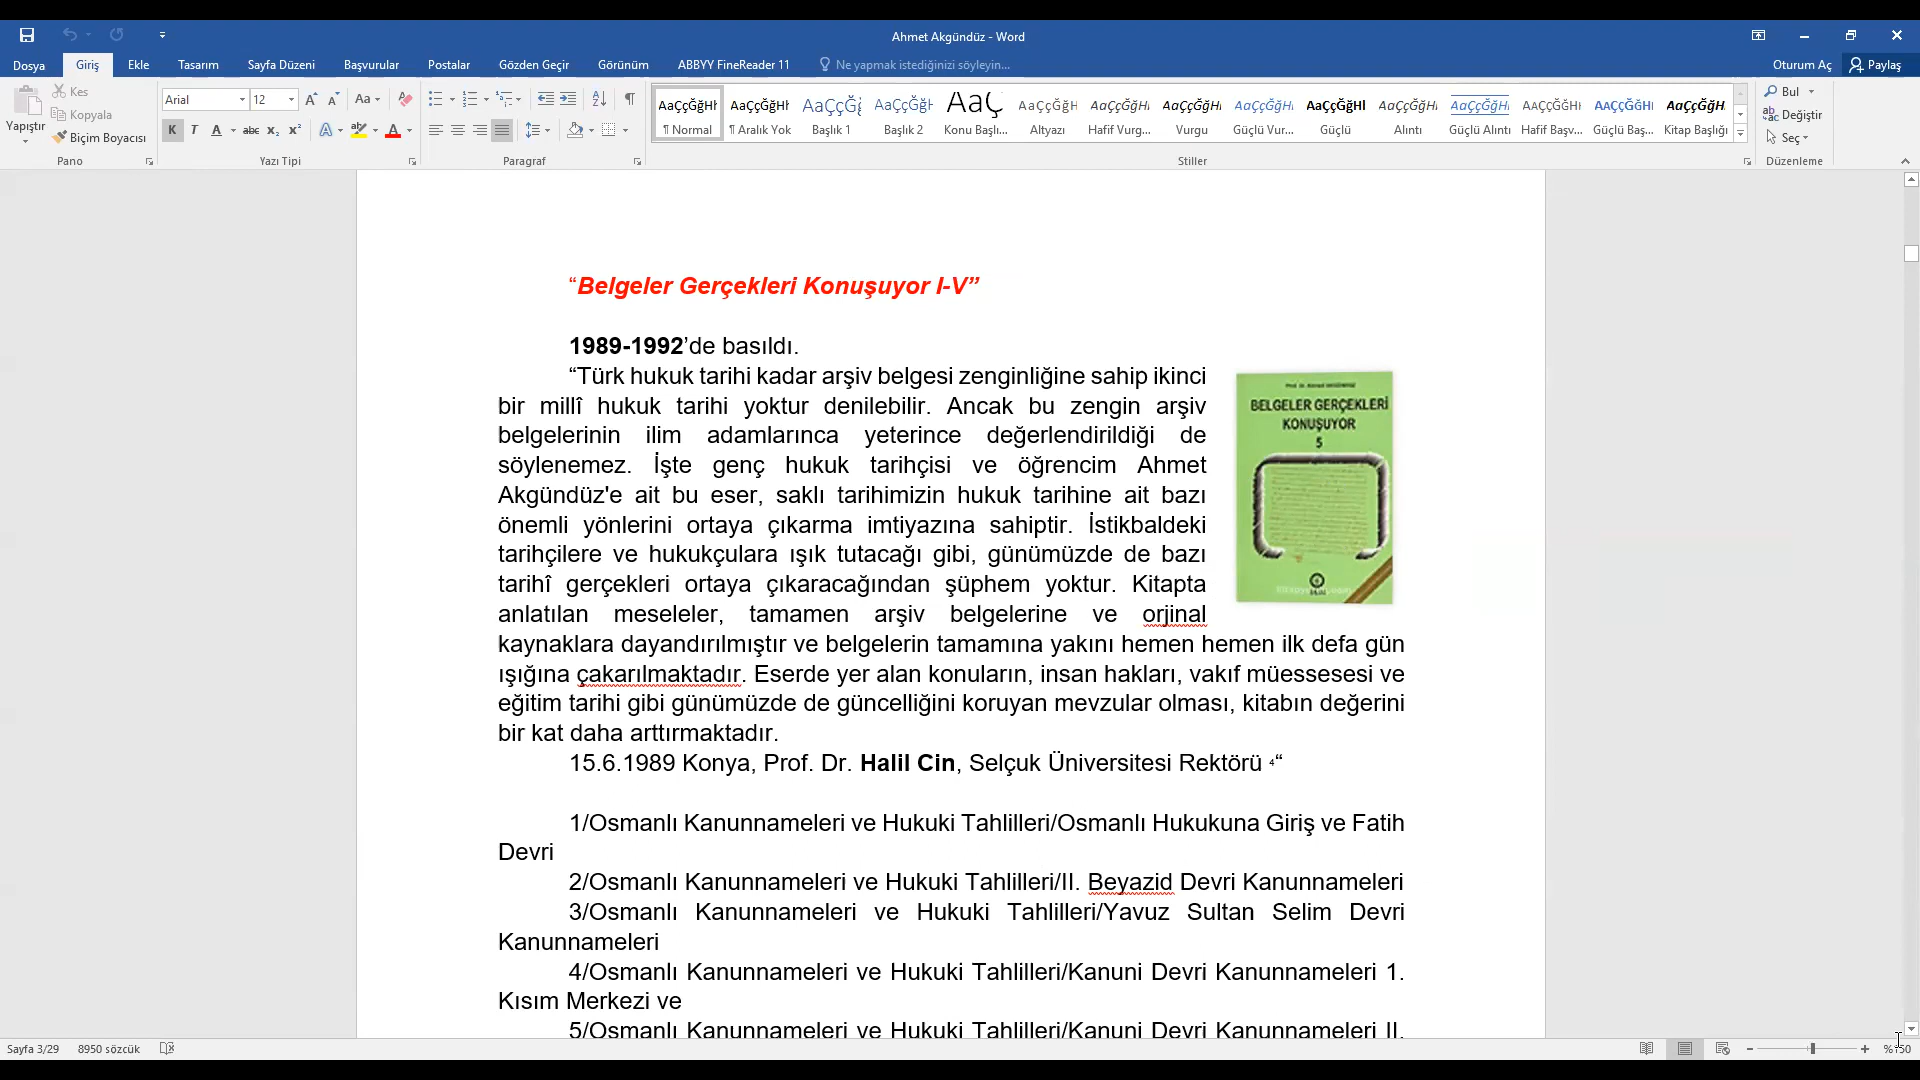 Ahmet Akgündüz - Word
Dosya Giriş Ekle Tasarım Sayfa Düzeni Başvurular Postalar Gözden Geçir Görünüm ABBYY FineReader 11 Ne yapmak istediğinizi söyleyin... Oturum Aç Paylaş
Yapıştır
Kes
Kopyala
Biçim Boyacısı
Pano
Arial 12
Yazı Tipi
Paragraf
¶ Normal ¶ Aralık Yok Başlık 1 Başlık 2 Konu Başlı... Altyazı Hafif Vurg... Vurgu Güçlü Vur... Güçlü Alıntı Güçlü Alıntı Hafif Başv... Güçlü Baş... Kitap Başlığı
Stiller
Bul
Değiştir
Seç
Düzenleme
“Belgeler Gerçekleri Konuşuyor I-V”
1989-1992’de basıldı.
“Türk hukuk tarihi kadar arşiv belgesi zenginliğine sahip ikinci
bir millî hukuk tarihi yoktur denilebilir. Ancak bu zengin arşiv
belgelerinin ilim adamlarınca yeterince değerlendirildiği de
söylenemez. İşte genç hukuk tarihçisi ve öğrencim Ahmet
Akgündüz'e ait bu eser, saklı tarihimizin hukuk tarihine ait bazı
önemli yönlerini ortaya çıkarma imtiyazına sahiptir. İstikbaldeki
tarihçilere ve hukukçulara ışık tutacağı gibi, günümüzde de bazı
tarihî gerçekleri ortaya çıkaracağından şüphem yoktur. Kitapta
anlatılan meseleler, tamamen arşiv belgelerine ve orjinal
kaynaklara dayandırılmıştır ve belgelerin tamamına yakını hemen hemen ilk defa gün
ışığına çakarılmaktadır. Eserde yer alan konuların, insan hakları, vakıf müessesesi ve
eğitim tarihi gibi günümüzde de güncelliğini koruyan mevzular olması, kitabın değerini
bir kat daha arttırmaktadır.
15.6.1989 Konya, Prof. Dr. Halil Cin, Selçuk Üniversitesi Rektörü 4“
BELGELER GERÇEKLERİ
KONUŞUYOR
5
1/Osmanlı Kanunnameleri ve Hukuki Tahlilleri/Osmanlı Hukukuna Giriş ve Fatih
Devri
2/Osmanlı Kanunnameleri ve Hukuki Tahlilleri/II. Beyazid Devri Kanunnameleri
3/Osmanlı Kanunnameleri ve Hukuki Tahlilleri/Yavuz Sultan Selim Devri
Kanunnameleri
4/Osmanlı Kanunnameleri ve Hukuki Tahlilleri/Kanuni Devri Kanunnameleri 1.
Kısım Merkezi ve
5/Osmanlı Kanunnameleri ve Hukuki Tahlilleri/Kanuni Devri Kanunnameleri II.
Sayfa 3/29 8950 sözcük